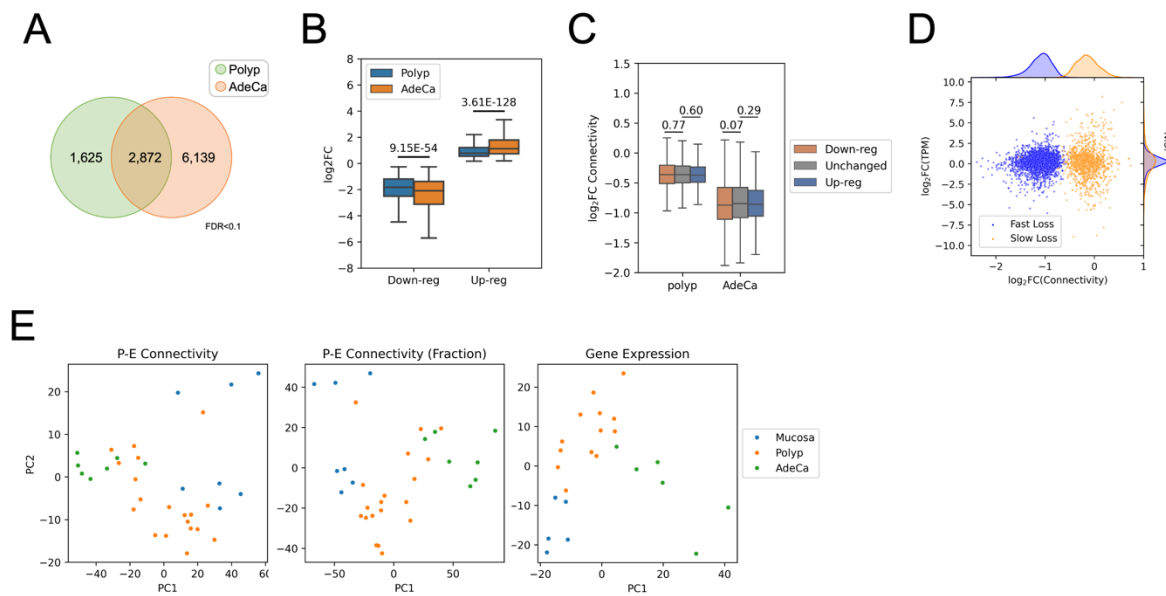 A
Polyp
AdeCa
1,625
2,872
6,139
FDR<0.1
B
log2FC
8
6
4
2
0
−2
−4
−6
−8
Polyp
AdeCa
9.15E-54
3.61E-128
Down-reg
Up-reg
C
log₂FC Connectivity
1.5
1.0
0.5
0.0
−0.5
−1.0
−1.5
−2.0
0.60
0.77
0.29
0.07
polyp
AdeCa
Down-reg
Unchanged
Up-reg
D
log₂FC(TPM)
10.0
7.5
5.0
2.5
0.0
−2.5
−5.0
−7.5
−10.0
Fast Loss
Slow Loss
−2
−1
0
1
log₂FC(Connectivity)
E
P-E Connectivity
PC2
20
10
0
−10
−20
−40
−20
0
20
40
60
PC1
P-E Connectivity (Fraction)
40
20
0
−20
−40
−50
0
50
PC1
Gene Expression
20
10
0
−10
−20
−20
0
20
40
PC1
Mucosa
Polyp
AdeCa